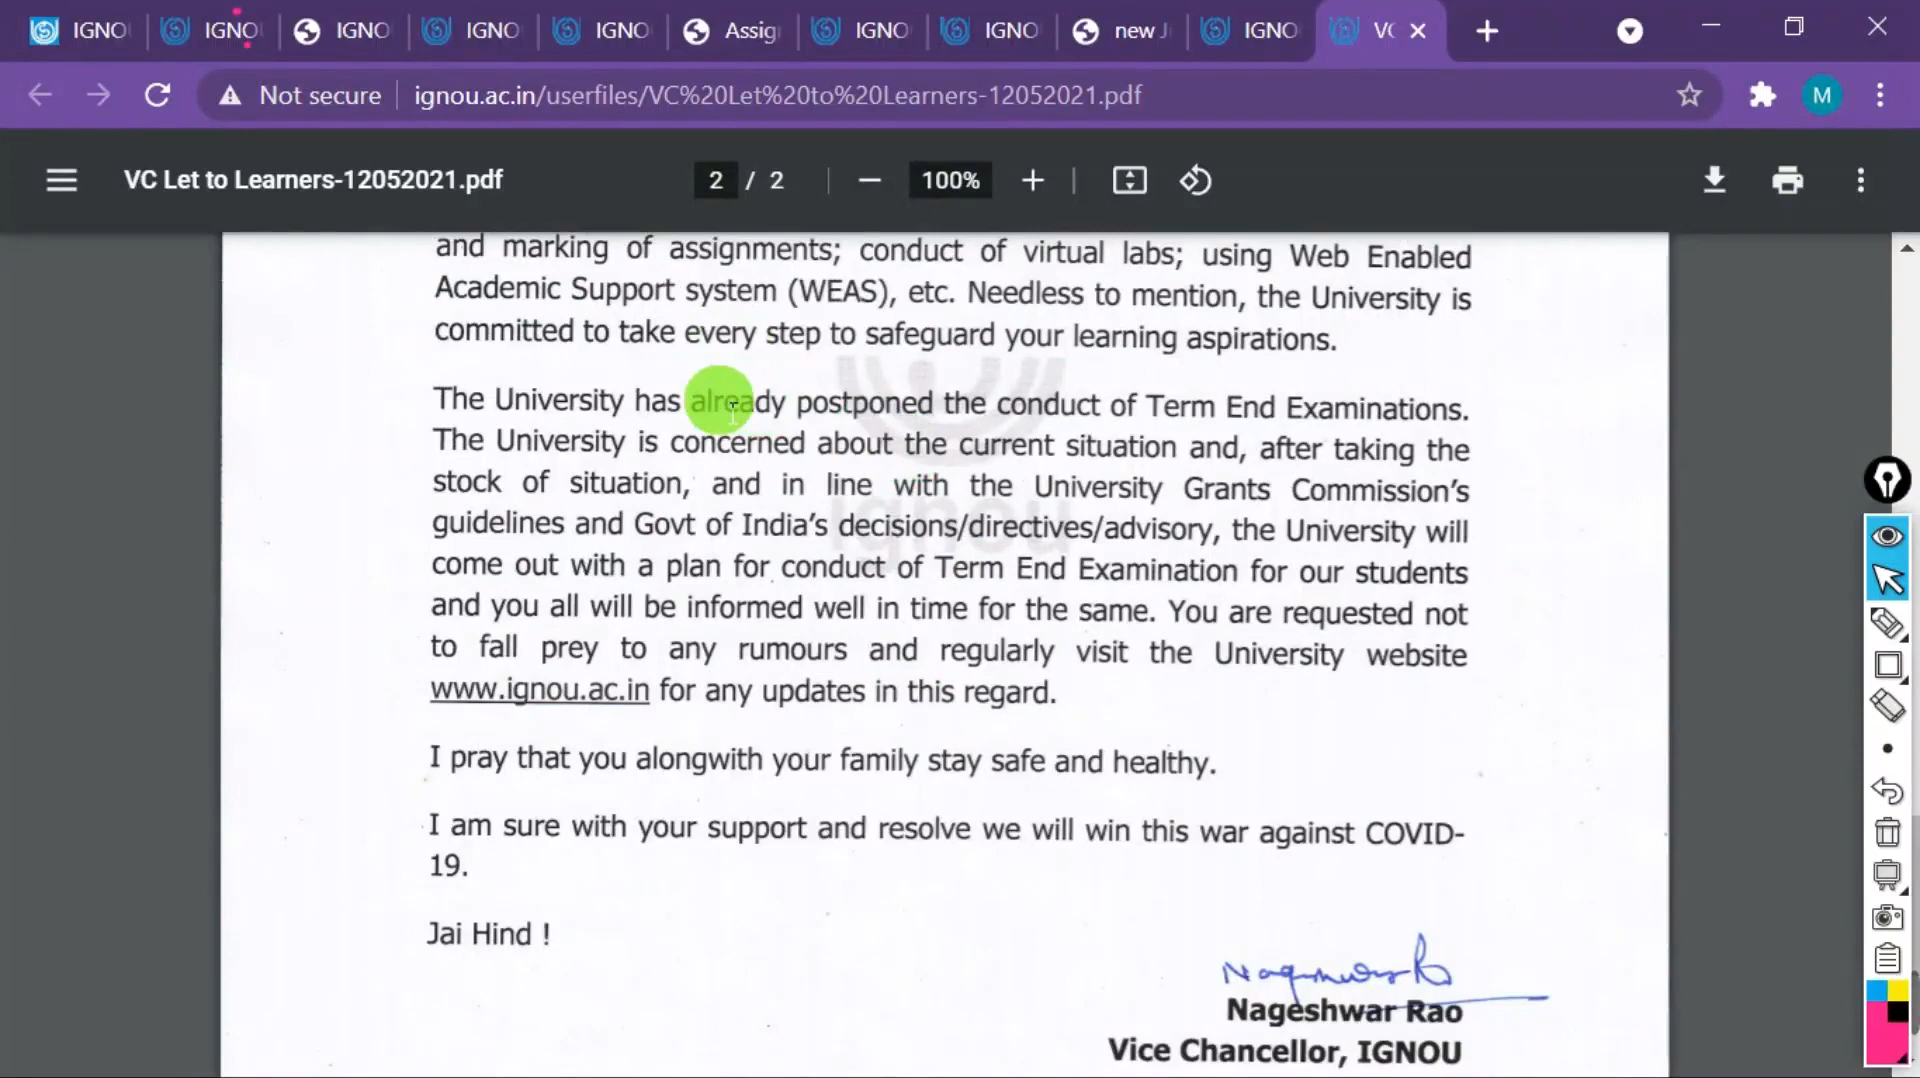 IGNOU
IGNO
IGNO
IGNO
IGNO
Assig
IGNO
IGNO
new J
IGNO
VC
Not secure
ignou.ac.in/userfiles/VC%20Let%20to%20Learners-12052021.pdf
M
VC Let to Learners-12052021.pdf
2 / 2
100%
and marking of assignments; conduct of virtual labs; using Web Enabled
Academic Support system (WEAS), etc. Needless to mention, the University is
committed to take every step to safeguard your learning aspirations.
The University has already postponed the conduct of Term End Examinations.
The University is concerned about the current situation and, after taking the
stock of situation, and in line with the University Grants Commission's
guidelines and Govt of India's decisions/directives/advisory, the University will
come out with a plan for conduct of Term End Examination for our students
and you all will be informed well in time for the same. You are requested not
to fall prey to any rumours and regularly visit the University website
www.ignou.ac.in for any updates in this regard.
ignou
I pray that you alongwith your family stay safe and healthy.
I am sure with your support and resolve we will win this war against COVID-
19.
Jai Hind !
Nageshwar Rao
Vice Chancellor, IGNOU